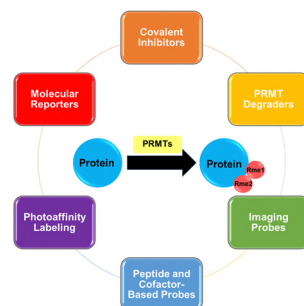 Covalent
Inhibitors
Molecular
Reporters
PRMT
Degraders
PRMTs
Protein
Protein
Rme1
Rme2
Photoaffinity
Labeling
Imaging
Probes
Peptide and
Cofactor-
Based Probes